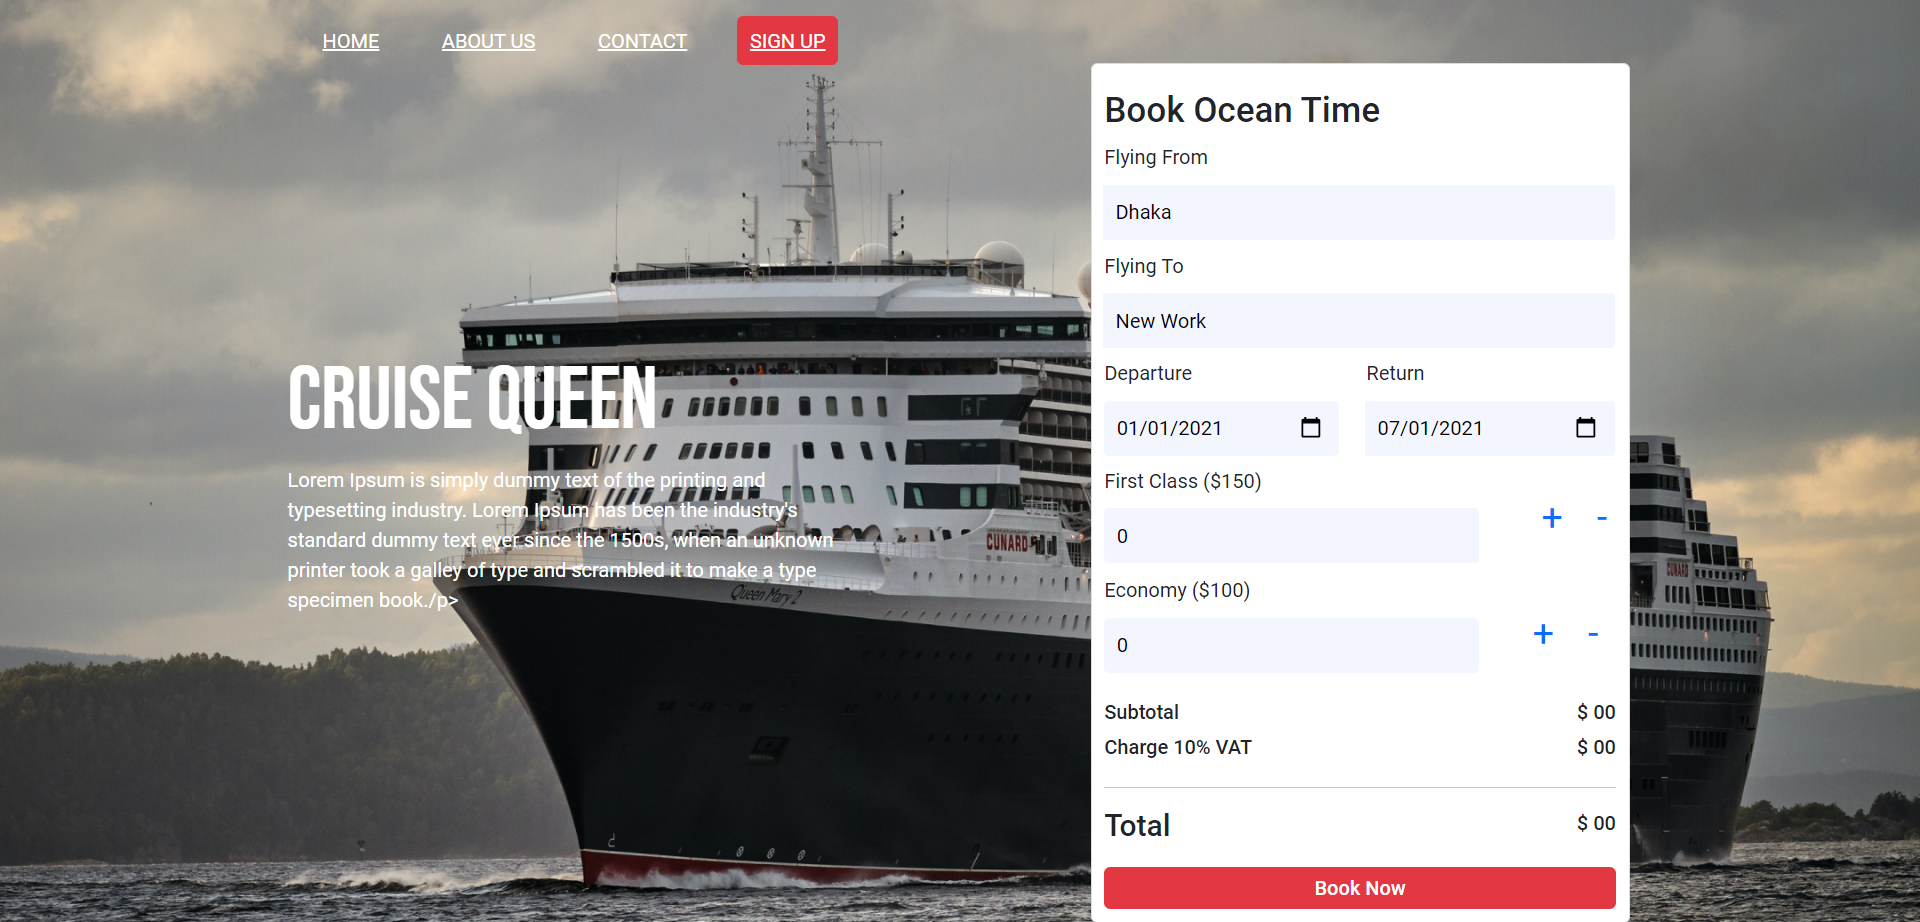 HOME ABOUT US CONTACT SIGN UP
CRUISE QUEEN
Lorem Ipsum is simply dummy text of the printing and
typesetting industry. Lorem Ipsum has been the industry's
standard dummy text ever since the 1500s, when an unknown
printer took a galley of type and scrambled it to make a type
specimen book./p>
CUNARD
Queen Mary 2
Book Ocean Time
Flying From
Dhaka
Flying To
New Work
Departure Return
01/01/2021 07/01/2021
First Class ($150)
0 + -
Economy ($100)
0 + -
Subtotal $ 00
Charge 10% VAT $ 00
Total $ 00
Book Now
CUNARD